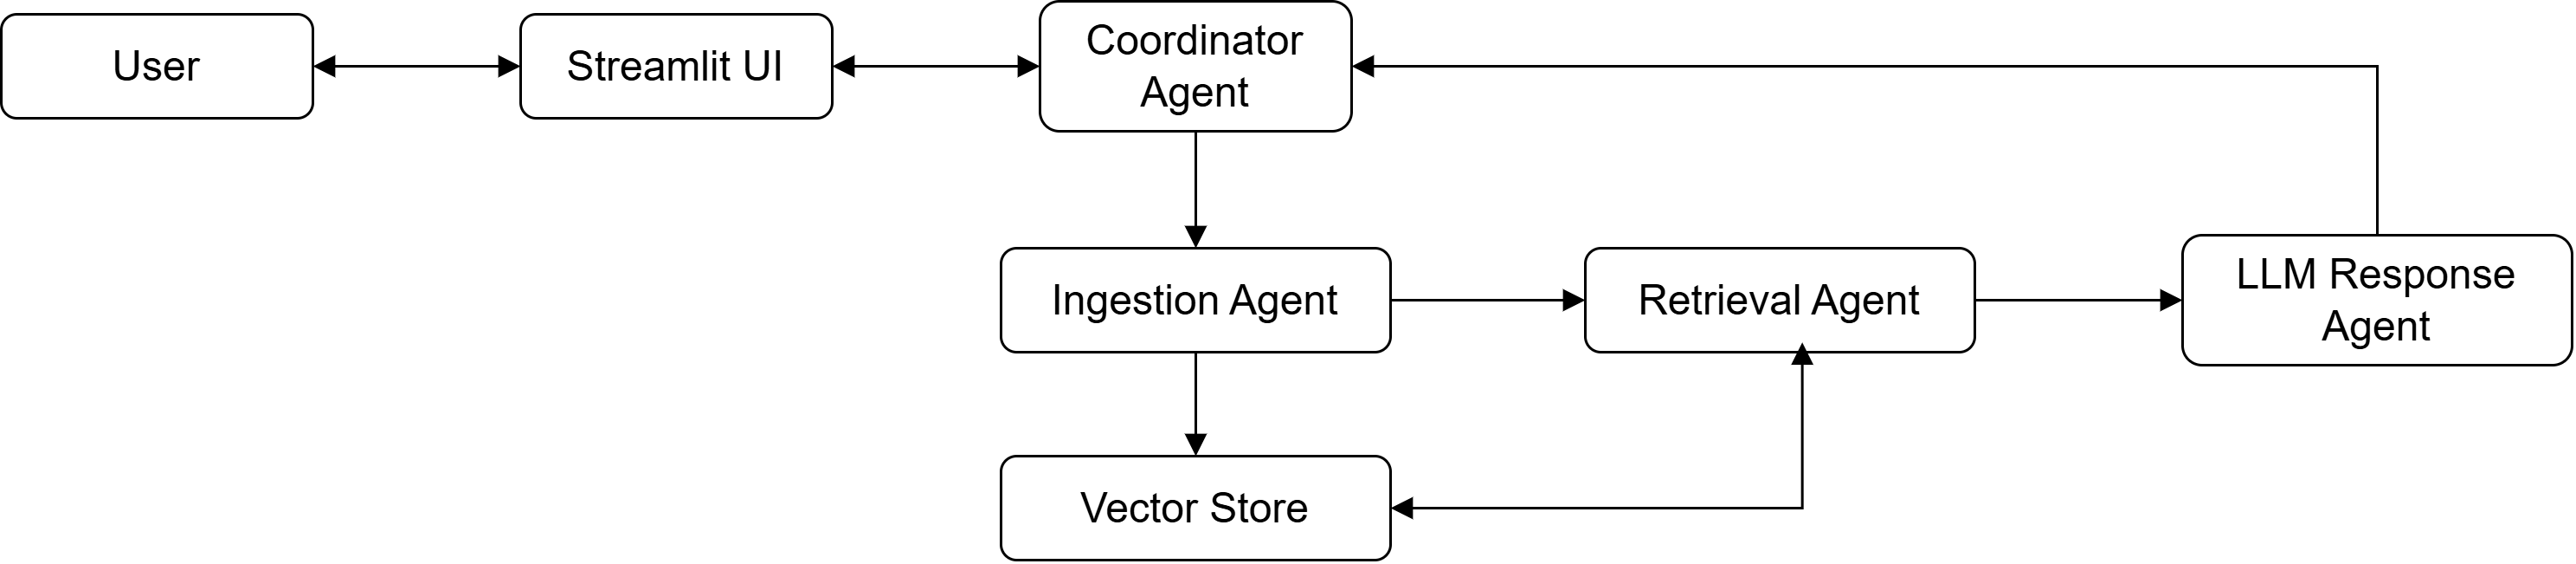 User
Streamlit UI
Coordinator
Agent
Ingestion Agent
Retrieval Agent
LLM Response
Agent
Vector Store